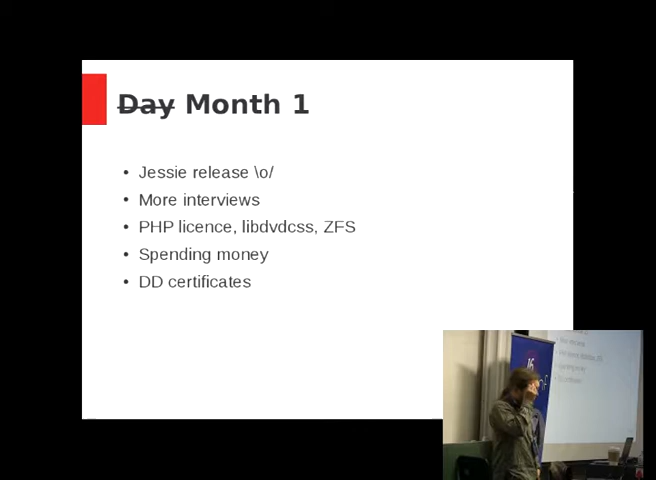 Day Month 1
• Jessie release \o/
• More interviews
• PHP licence, libdvdcss, ZFS
• Spending money
• DD certificates